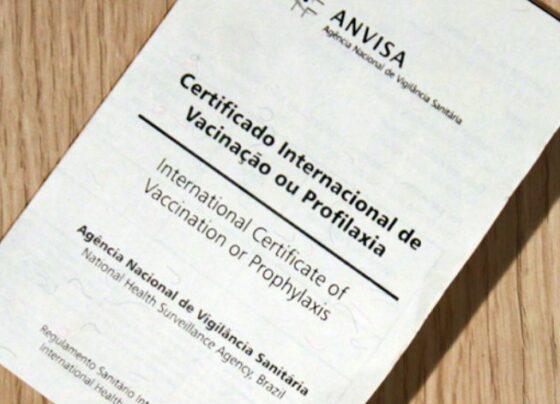 ANVISA
Agência Nacional de Vigilância Sanitária
Certificado Internacional de
Vacinação ou Profilaxia
International Certificate of
Vaccination or Prophylaxis
Agência Nacional de Vigilância Sanitária
National Health Surveillance Agency, Brazil
Regulamento Sanitário Int
International Health